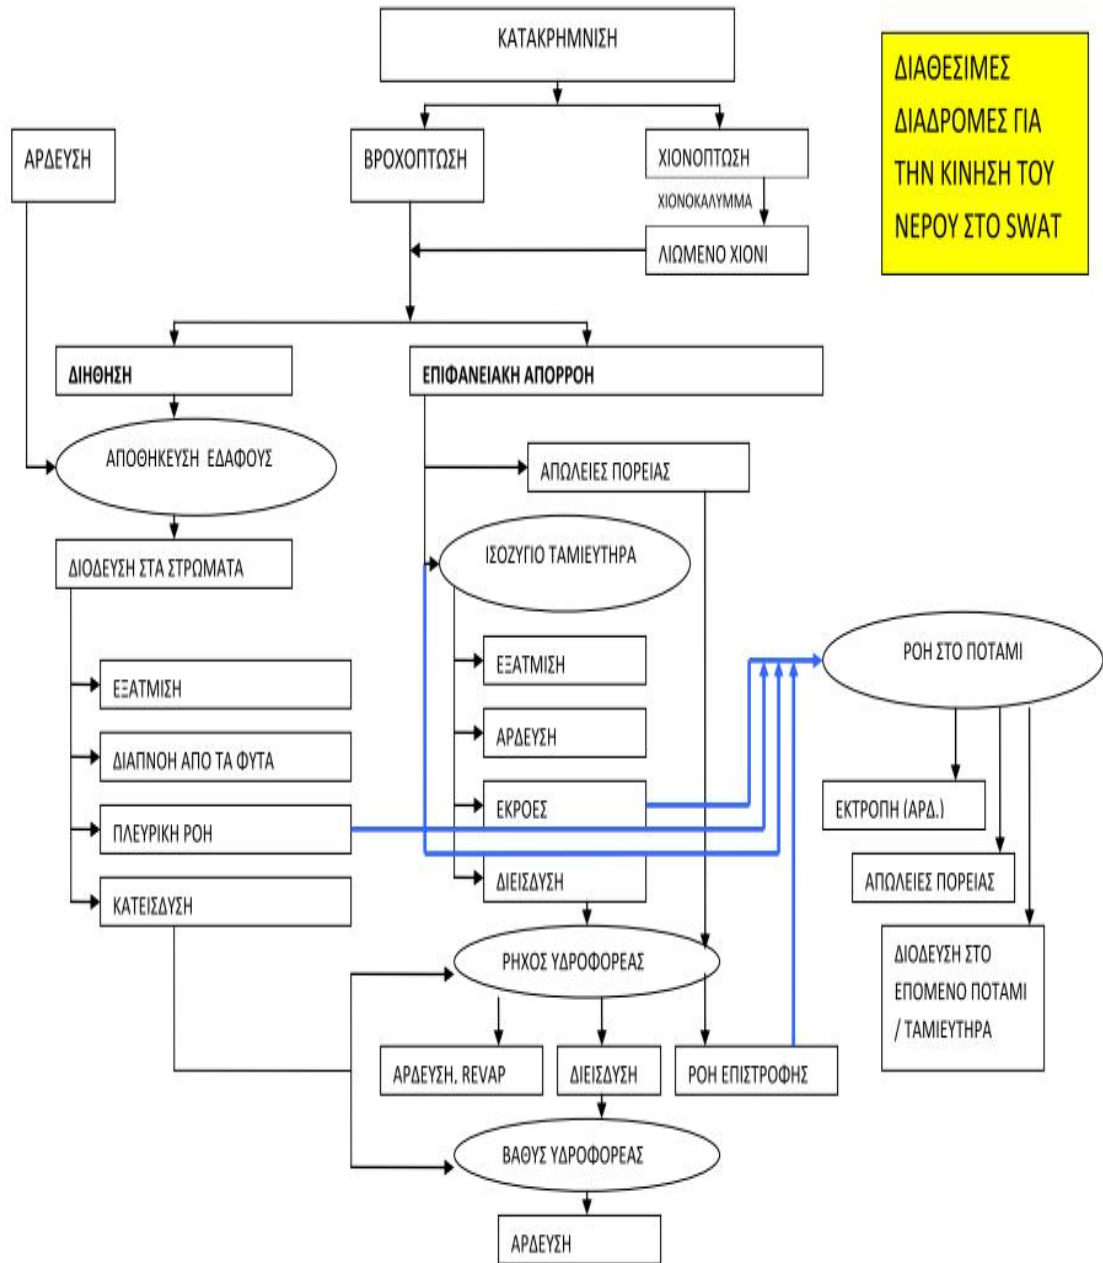 ΚΑΤΑΚΡΗΜΝΙΣΗ
ΔΙΑΘΕΣΙΜΕΣ
ΔΙΑΔΡΟΜΕΣ ΓΙΑ
ΤΗΝ ΚΙΝΗΣΗ ΤΟΥ
ΝΕΡΟΥ ΣΤΟ SWAT
ΑΡΔΕΥΣΗ
ΒΡΟΧΟΠΤΩΣΗ
ΧΙΟΝΟΠΤΩΣΗ
ΧΙΟΝΟΚΑΛΥΜΜΑ
ΛΙΩΜΕΝΟ ΧΙΟΝΙ
ΔΙΗΘΗΣΗ
ΕΠΙΦΑΝΕΙΑΚΗ ΑΠΟΡΡΟΗ
ΑΠΟΘΗΚΕΥΣΗ ΕΔΑΦΟΥΣ
ΑΠΩΛΕΙΕΣ ΠΟΡΕΙΑΣ
ΔΙΟΔΕΥΣΗ ΣΤΑ ΣΤΡΩΜΑΤΑ
ΙΣΟΖΥΓΙΟ ΤΑΜΙΕΥΤΗΡΑ
ΡΟΗ ΣΤΟ ΠΟΤΑΜΙ
ΕΞΑΤΜΙΣΗ
ΕΞΑΤΜΙΣΗ
ΔΙΑΠΝΟΗ ΑΠΟ ΤΑ ΦΥΤΑ
ΑΡΔΕΥΣΗ
ΠΛΕΥΡΙΚΗ ΡΟΗ
ΕΚΡΟΕΣ
ΕΚΤΡΟΠΗ (ΑΡΔ.)
ΚΑΤΕΙΣΔΥΣΗ
ΔΙΕΙΣΔΥΣΗ
ΑΠΩΛΕΙΕΣ ΠΟΡΕΙΑΣ
ΡΗΧΟΣ ΥΔΡΟΦΟΡΕΑΣ
ΔΙΟΔΕΥΣΗ ΣΤΟ
ΕΠΟΜΕΝΟ ΠΟΤΑΜΙ
/ ΤΑΜΙΕΥΤΗΡΑ
ΑΡΔΕΥΣΗ, REVAP
ΔΙΕΙΣΔΥΣΗ
ΡΟΗ ΕΠΙΣΤΡΟΦΗΣ
ΒΑΘΥΣ ΥΔΡΟΦΟΡΕΑΣ
ΑΡΔΕΥΣΗ